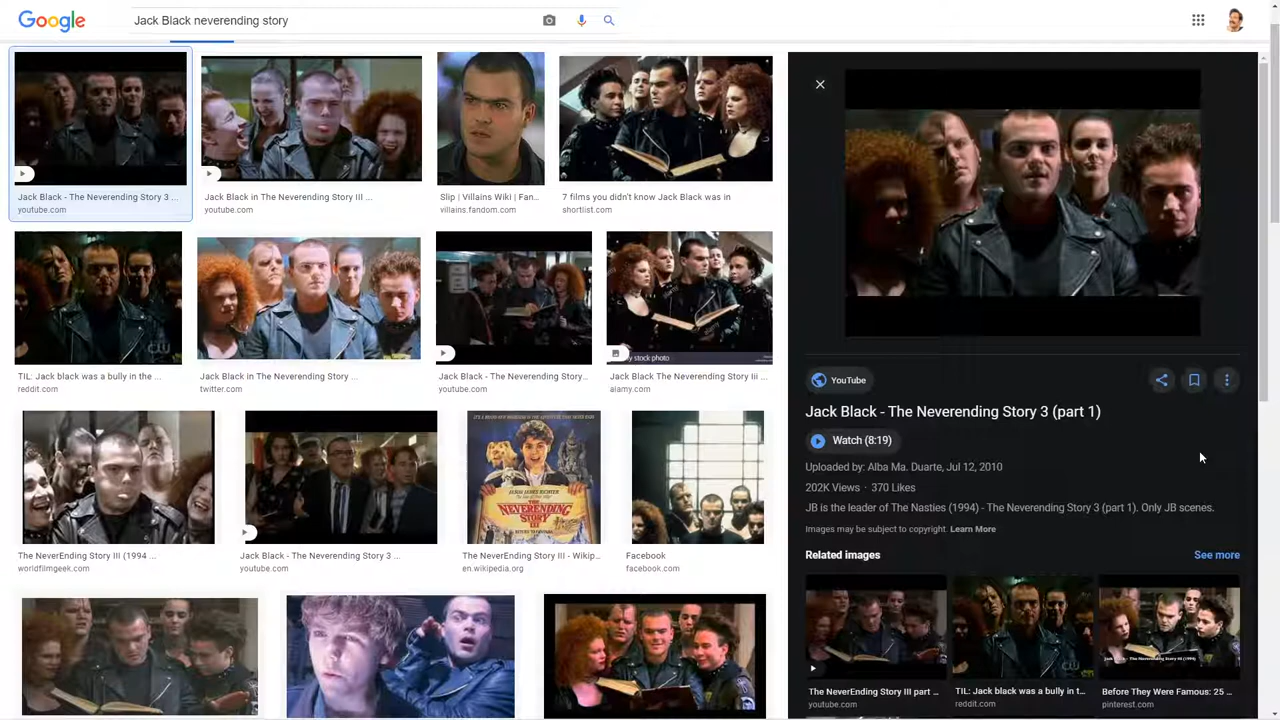 Google
Jack Black neverending story
Jack Black - The Neverending Story 3 ...
youtube.com
Jack Black in The Neverending Story III ...
youtube.com
Slip | Villains Wiki | Fan...
villains.fandom.com
7 films you didn't know Jack Black was in
shortlist.com
TIL: Jack black was a bully in the ...
reddit.com
Jack Black in The Neverending Story ...
twitter.com
Jack Black - The Neverending Story...
youtube.com
stock photo
Jack Black The Neverending Story Iii ...
alamy.com
The NeverEnding Story III (1994 ...
worldfilmgeek.com
Jack Black - The Neverending Story 3 ...
youtube.com
THE
NEVERENDING
STORY
III
The NeverEnding Story III - Wikip...
en.wikipedia.org
Facebook
facebook.com
YouTube
Jack Black - The Neverending Story 3 (part 1)
Watch (8:19)
Uploaded by: Alba Ma. Duarte, Jul 12, 2010
202K Views · 370 Likes
JB is the leader of The Nasties (1994) - The Neverending Story 3 (part 1). Only JB scenes.
Images may be subject to copyright. Learn More
Related images
See more
The NeverEnding Story III part ...
youtube.com
TIL: Jack black was a bully in t...
reddit.com
Before They Were Famous: 25 ...
pinterest.com